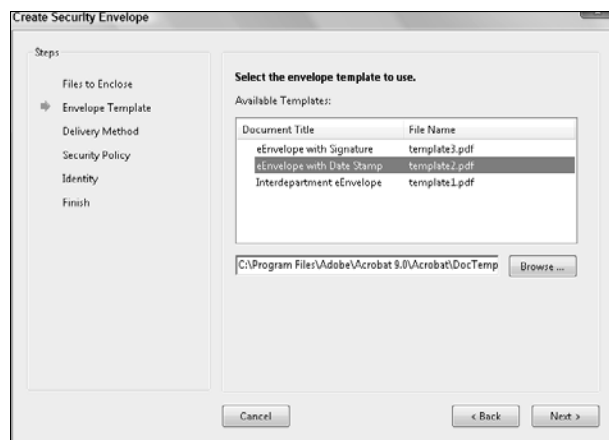 Create Security Envelope
Steps
Files to Enclose
Envelope Template
Delivery Method
Security Policy
Identity
Finish
Select the envelope template to use.
Available Templates:
Document Title File Name
eEnvelope with Signature template3.pdf
eEnvelope with Date Stamp template2.pdf
Interdepartment eEnvelope template1.pdf
C:\Program Files\Adobe\Acrobat 9.0\Acrobat\DocTemp
Browse ...
Cancel
< Back
Next >